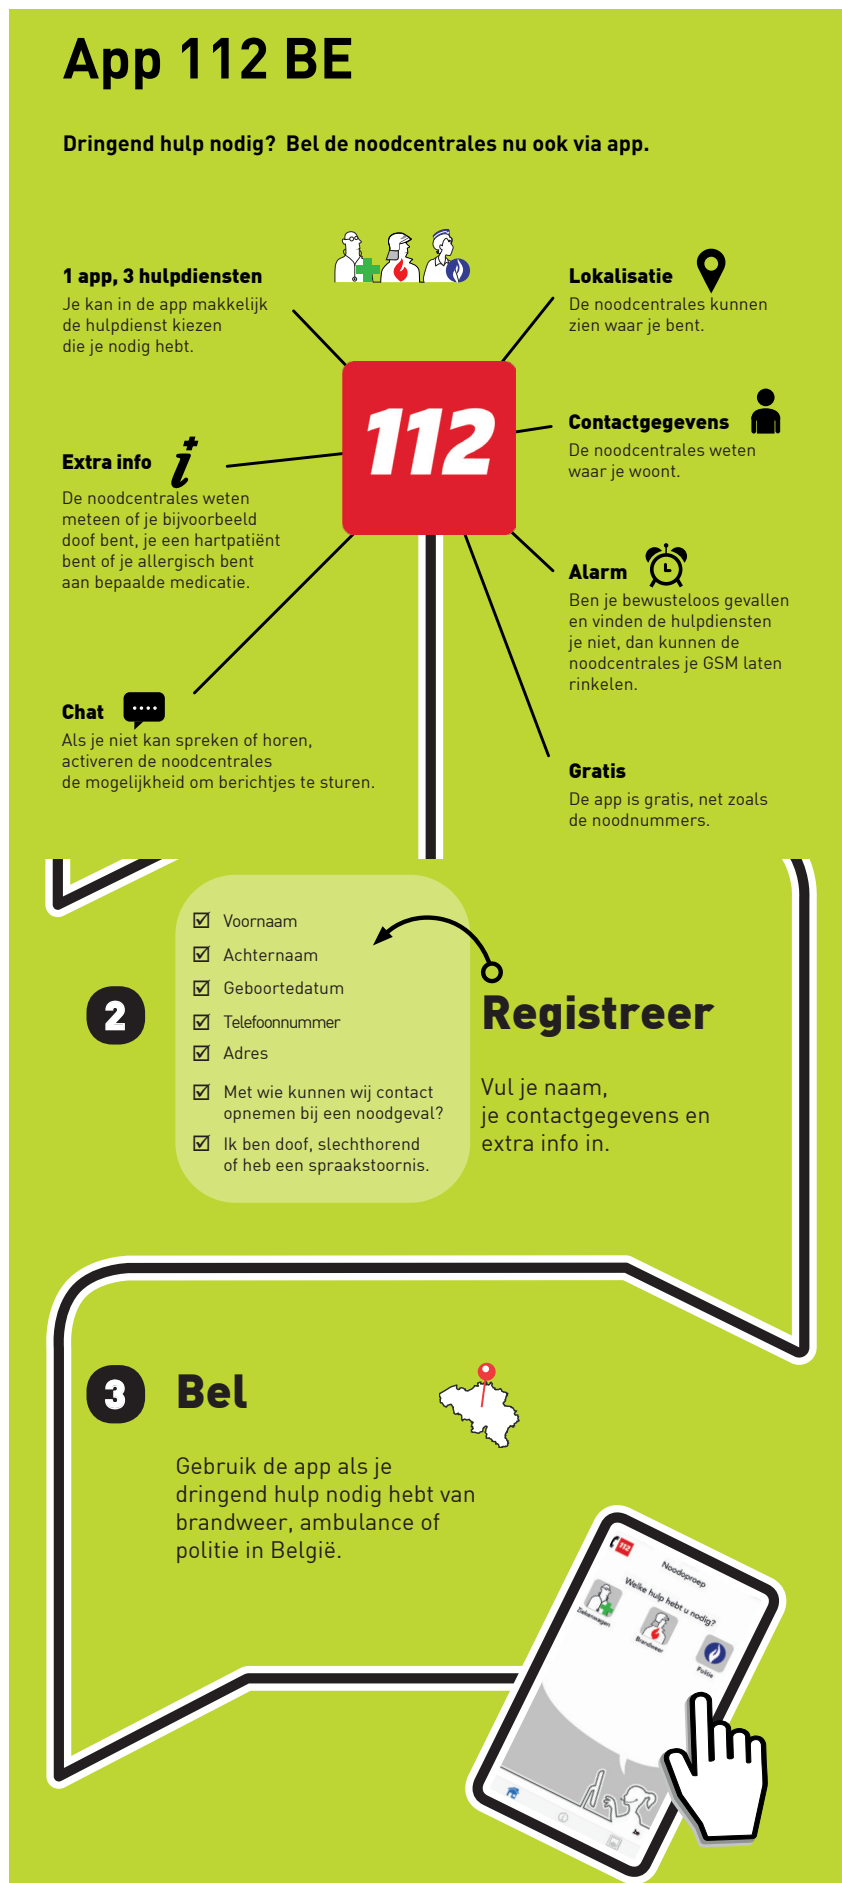 App 112 BE
Dringend hulp nodig? Bel de noodcentrales nu ook via app.
1 app, 3 hulpdiensten
Je kan in de app makkelijk
de hulpdienst kiezen
die je nodig hebt.
Lokalisatie
De noodcentrales kunnen
zien waar je bent.
112
Contactgegevens
De noodcentrales weten
waar je woont.
Extra info
De noodcentrales weten
meteen of je bijvoorbeeld
doof bent, je een hartpatiënt
bent of je allergisch bent
aan bepaalde medicatie.
Alarm
Ben je bewusteloos gevallen
en vinden de hulpdiensten
je niet, dan kunnen de
noodcentrales je GSM laten
rinkelen.
Chat
Als je niet kan spreken of horen,
activeren de noodcentrales
de mogelijkheid om berichtjes te sturen.
Gratis
De app is gratis, net zoals
de noodnummers.
2
Voornaam
Achternaam
Geboortedatum
Telefoonnummer
Adres
Met wie kunnen wij contact
opnemen bij een noodgeval?
Ik ben doof, slechthorend
of heb een spraakstoornis.
Registreer
Vul je naam,
je contactgegevens en
extra info in.
3
Bel
Gebruik de app als je
dringend hulp nodig hebt van
brandweer, ambulance of
politie in België.
112
Noodoproep
Welke hulp hebt u nodig?
Ziekenwagen
Brandweer
Politie